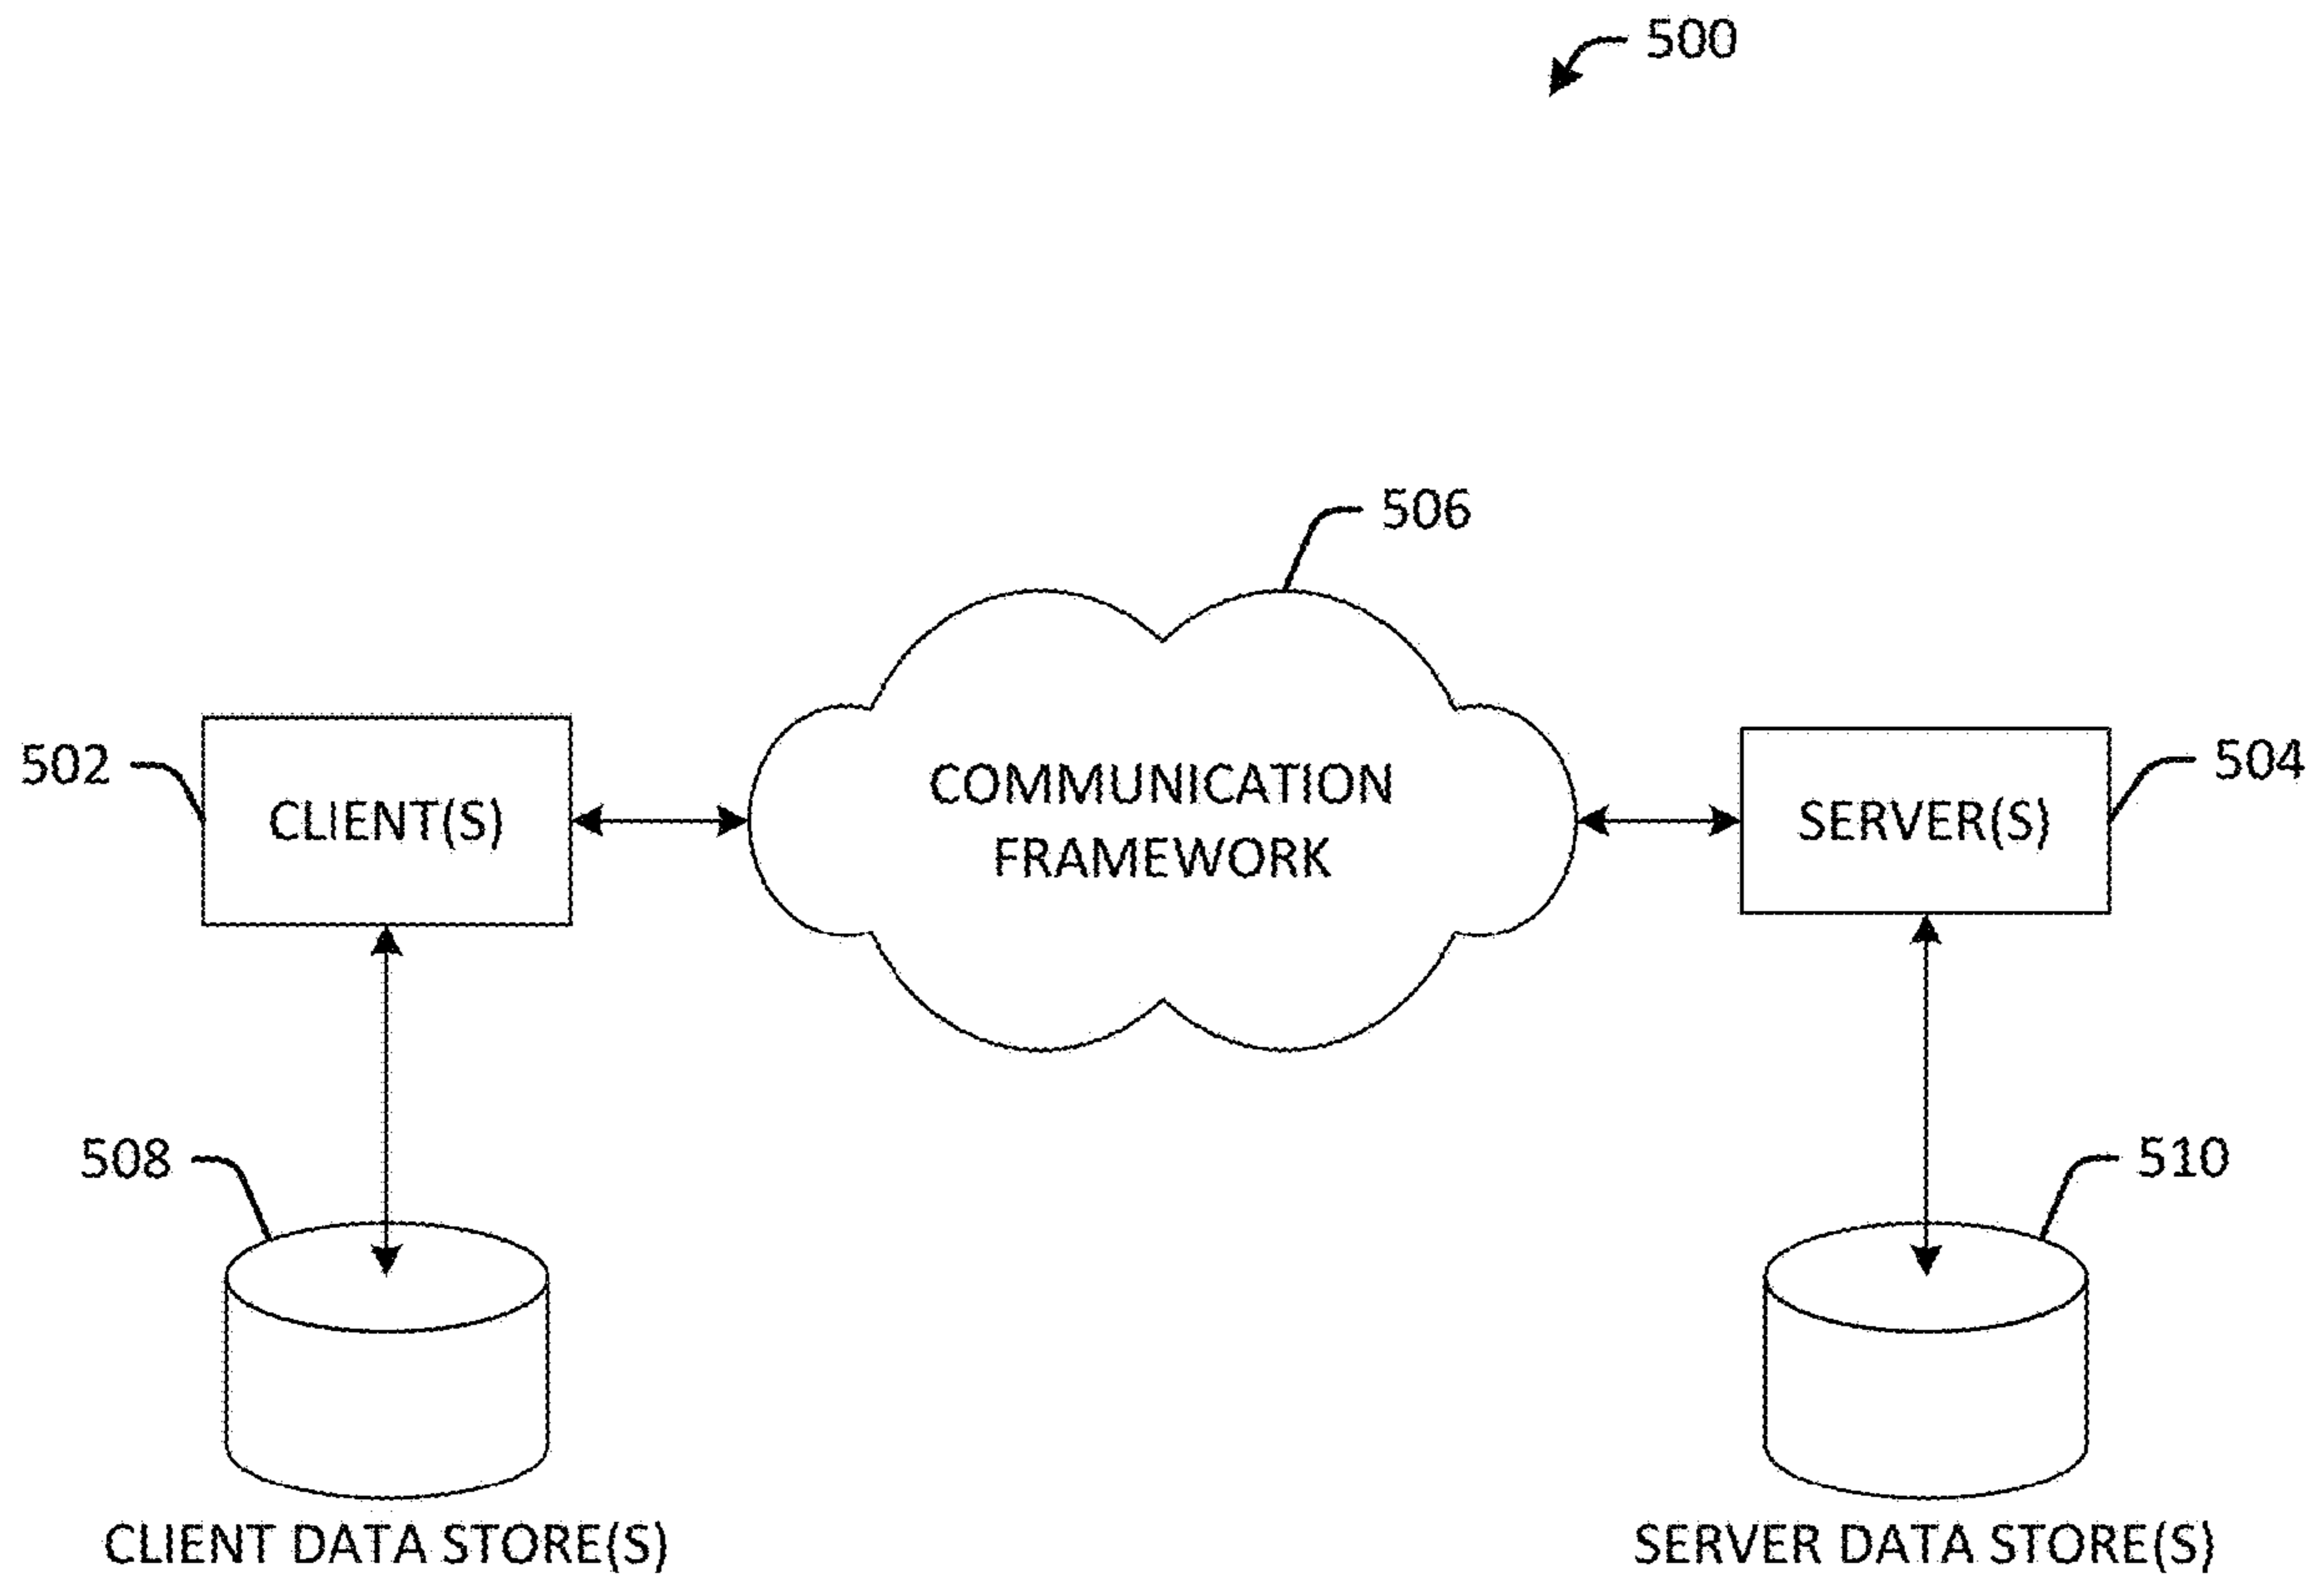 500
506
502
CLIENT(S)
COMMUNICATION
FRAMEWORK
SERVER(S)
504
508
510
CLIENT DATA STORE(S)
SERVER DATA STORE(S)